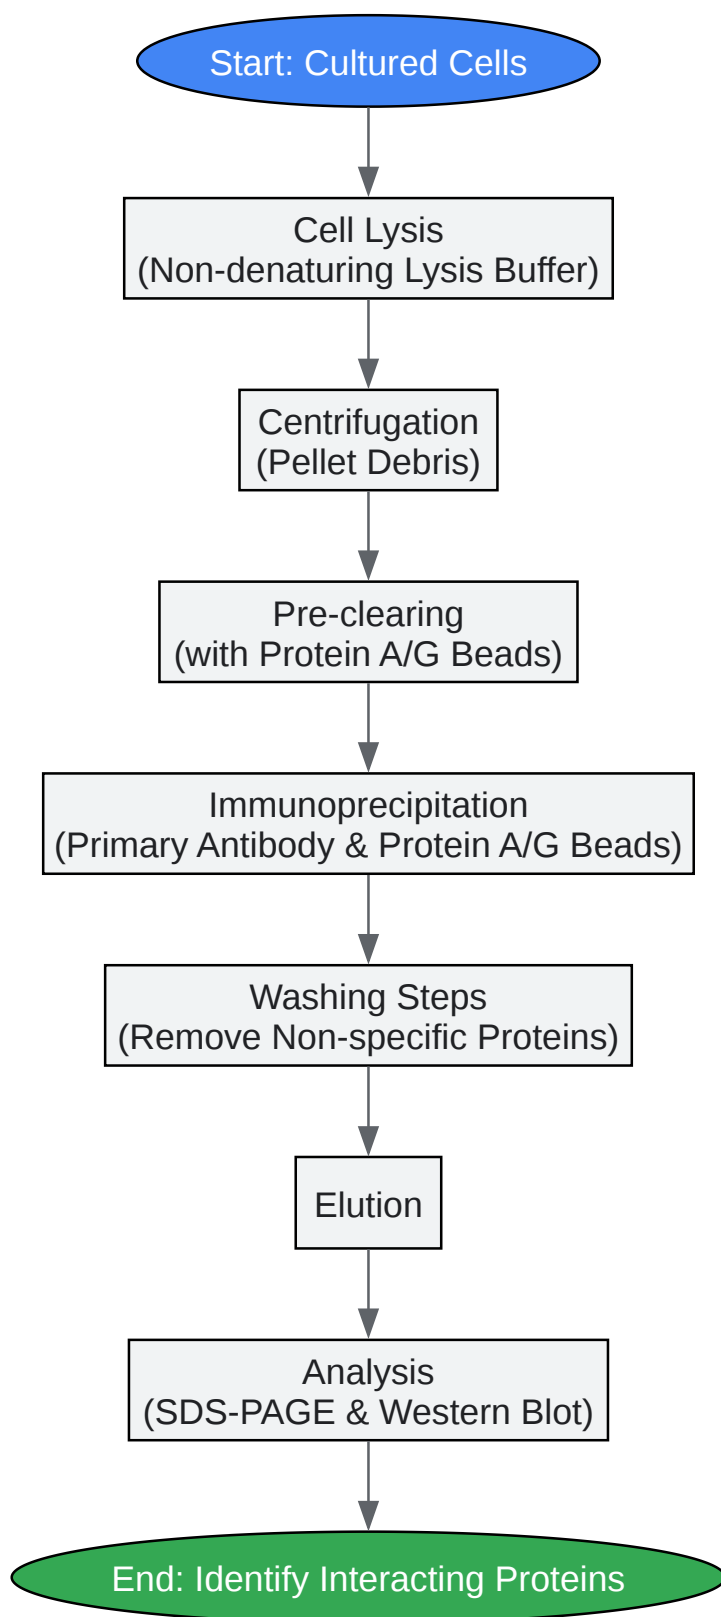 Start: Cultured Cells
Cell Lysis
(Non-denaturing Lysis Buffer)
Centrifugation
(Pellet Debris)
Pre-clearing
(with Protein A/G Beads)
Immunoprecipitation
(Primary Antibody & Protein A/G Beads)
Washing Steps
(Remove Non-specific Proteins)
Elution
Analysis
(SDS-PAGE & Western Blot)
End: Identify Interacting Proteins